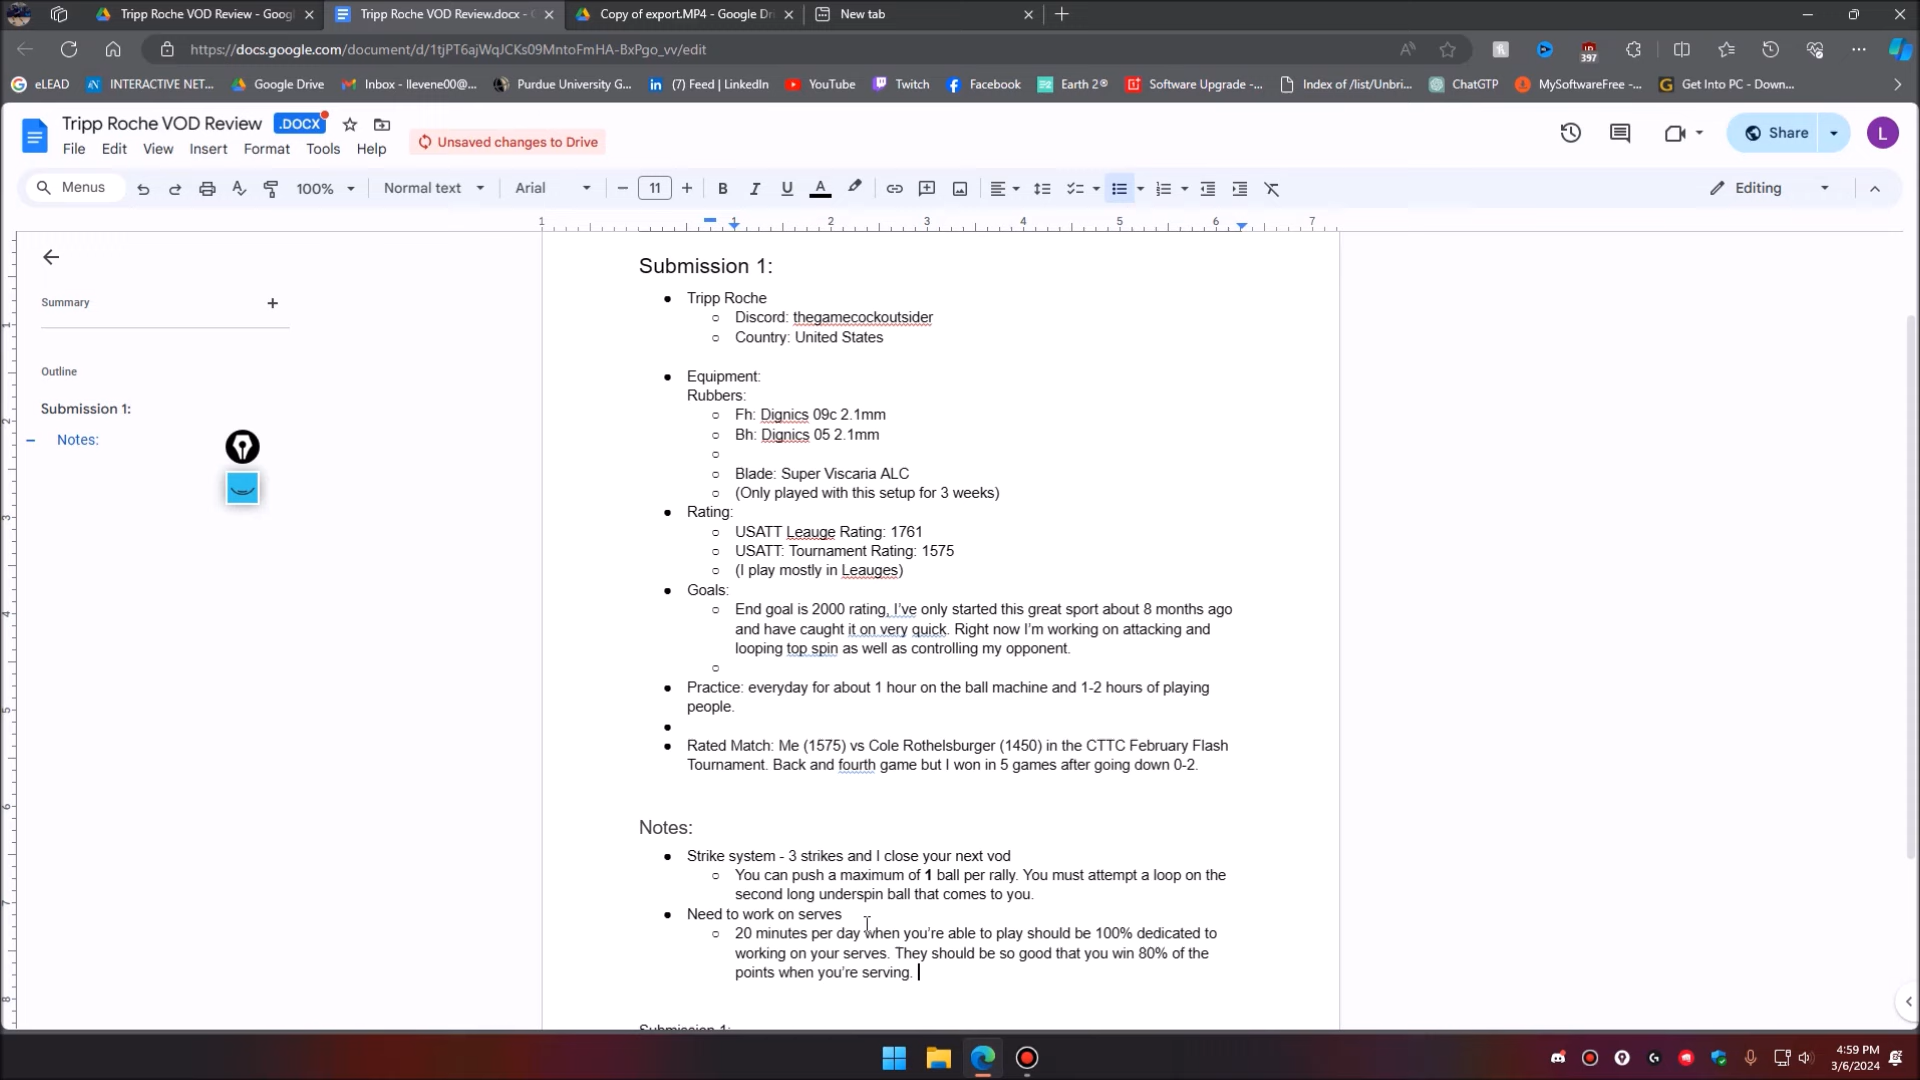 Tripp Roche VOD Review - Goog
Tripp Roche VOD Review.docx -
Copy of export.MP4 - Google Dri
New tab
https://docs.google.com/document/d/1tjPT6ajWqJCKs09MntoFmHA-BxPgo_vv/edit
397
eLEAD
INTERACTIVE NET...
Google Drive
Inbox - llevene00@...
Purdue University G...
(7) Feed | LinkedIn
YouTube
Twitch
Facebook
Earth 2®
Software Upgrade -...
Index of /list/Unbri...
ChatGTP
MySoftwareFree -...
Get Into PC - Down...
Tripp Roche VOD Review
.DOCX
Unsaved changes to Drive
File Edit View Insert Format Tools Help
Share
L
Menus
100%
Normal text
Arial
11
Editing
1 1 2 3 4 5 6 7
Summary
Outline
Submission 1:
Notes:
Submission 1:
Tripp Roche
Discord: thegamecockoutsider
Country: United States
Equipment:
Rubbers:
Fh: Dignics 09c 2.1mm
Bh: Dignics 05 2.1mm
Blade: Super Viscaria ALC
(Only played with this setup for 3 weeks)
Rating:
USATT Leauge Rating: 1761
USATT: Tournament Rating: 1575
(I play mostly in Leauges)
Goals:
End goal is 2000 rating, I've only started this great sport about 8 months ago
and have caught it on very quick. Right now I'm working on attacking and
looping top spin as well as controlling my opponent.
Practice: everyday for about 1 hour on the ball machine and 1-2 hours of playing
people.
Rated Match: Me (1575) vs Cole Rothelsburger (1450) in the CTTC February Flash
Tournament. Back and fourth game but I won in 5 games after going down 0-2.
Notes:
Strike system - 3 strikes and I close your next vod
You can push a maximum of 1 ball per rally. You must attempt a loop on the
second long underspin ball that comes to you.
Need to work on serves
20 minutes per day when you're able to play should be 100% dedicated to
working on your serves. They should be so good that you win 80% of the
points when you're serving.
Submission 1:
4:59 PM
3/6/2024